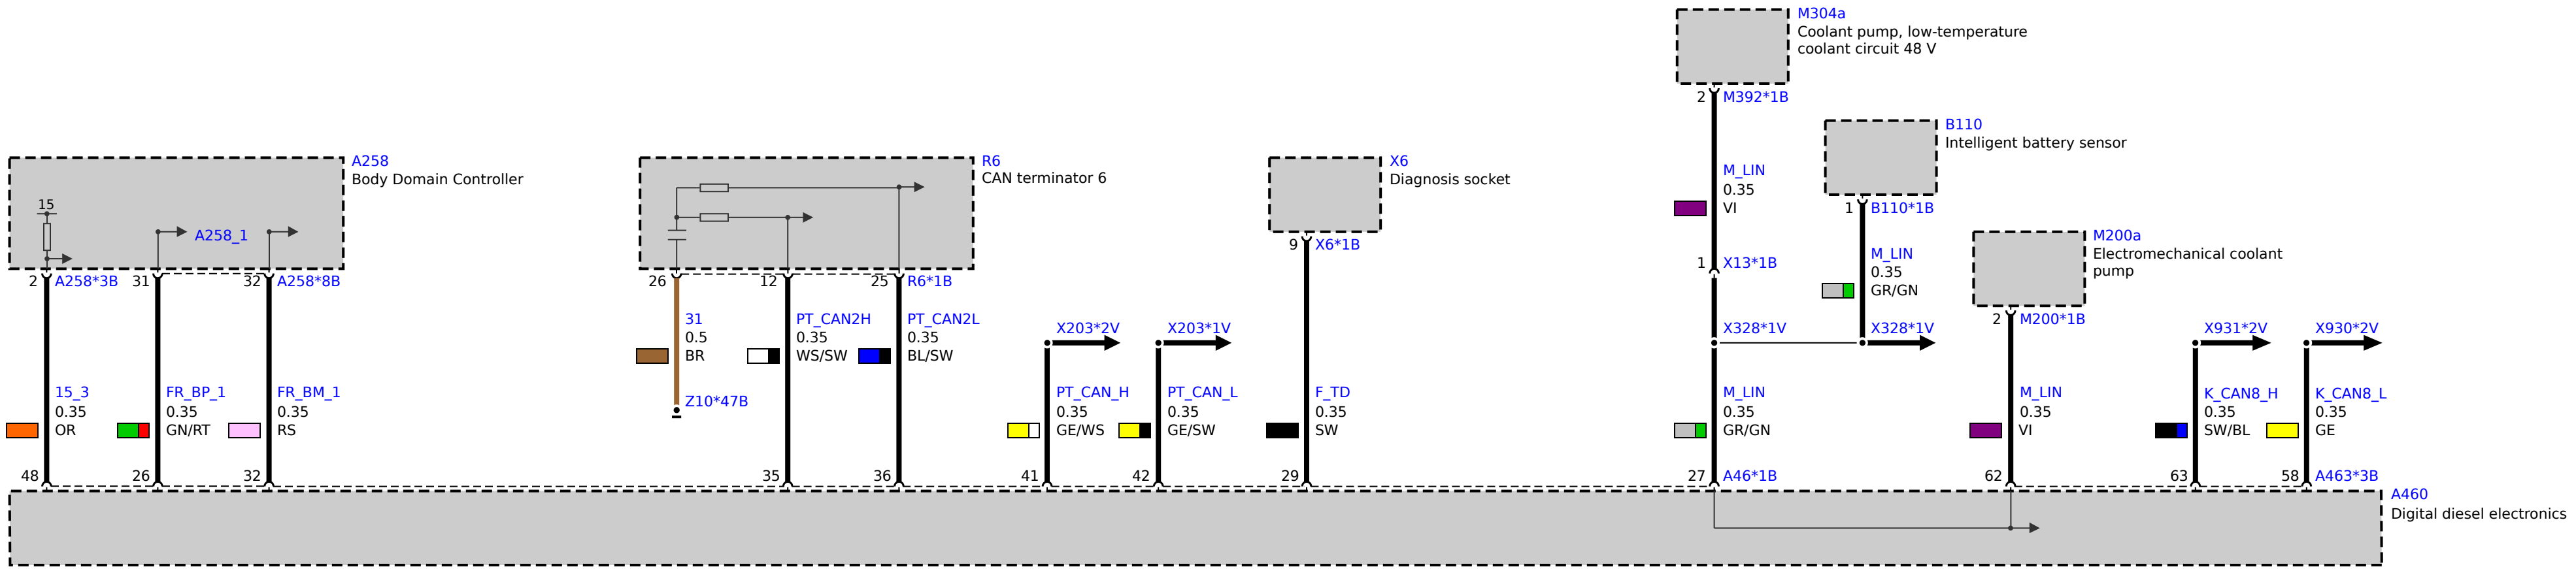 M304a
Coolant pump, low-temperature
coolant circuit 48 V
2 M392*1B
B110
Intelligent battery sensor
A258
Body Domain Controller
R6
CAN terminator 6
X6
Diagnosis socket
M_LIN
0.35
VI
15
A258_1
1 B110*1B
M200a
Electromechanical coolant
pump
9 X6*1B
1 X13*1B
M_LIN
0.35
GR/GN
2 A258*3B 31 32 A258*8B
26 12 25 R6*1B
31
0.5
BR
PT_CAN2H
0.35
WS/SW
PT_CAN2L
0.35
BL/SW
X203*2V
X203*1V
X328*1V
X328*1V
2 M200*1B
X931*2V
X930*2V
Z10*47B
15_3
0.35
OR
FR_BP_1
0.35
GN/RT
FR_BM_1
0.35
RS
PT_CAN_H
0.35
GE/WS
PT_CAN_L
0.35
GE/SW
F_TD
0.35
SW
M_LIN
0.35
GR/GN
M_LIN
0.35
VI
K_CAN8_H
0.35
SW/BL
K_CAN8_L
0.35
GE
48 26 32 35 36 41 42 29 27 A46*1B 62 63 58 A463*3B
A460
Digital diesel electronics